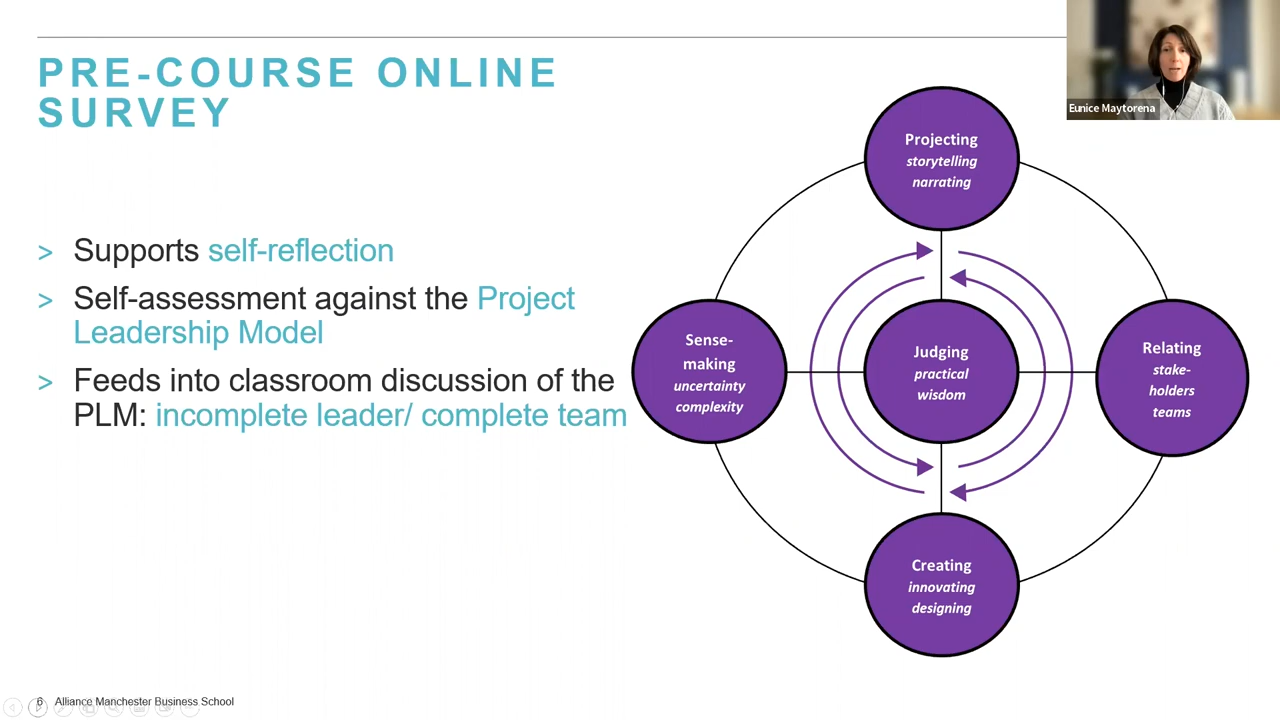 PRE-COURSE ONLINE
SURVEY
> Supports self-reflection
> Self-assessment against the Project
Leadership Model
> Feeds into classroom discussion of the
PLM: incomplete leader/ complete team
Projecting
storytelling
narrating
Sense-
making
uncertainty
complexity
Judging
practical
wisdom
Relating
stake-
holders
teams
Creating
innovating
designing
Eunice Maytorena
6 Alliance Manchester Business School